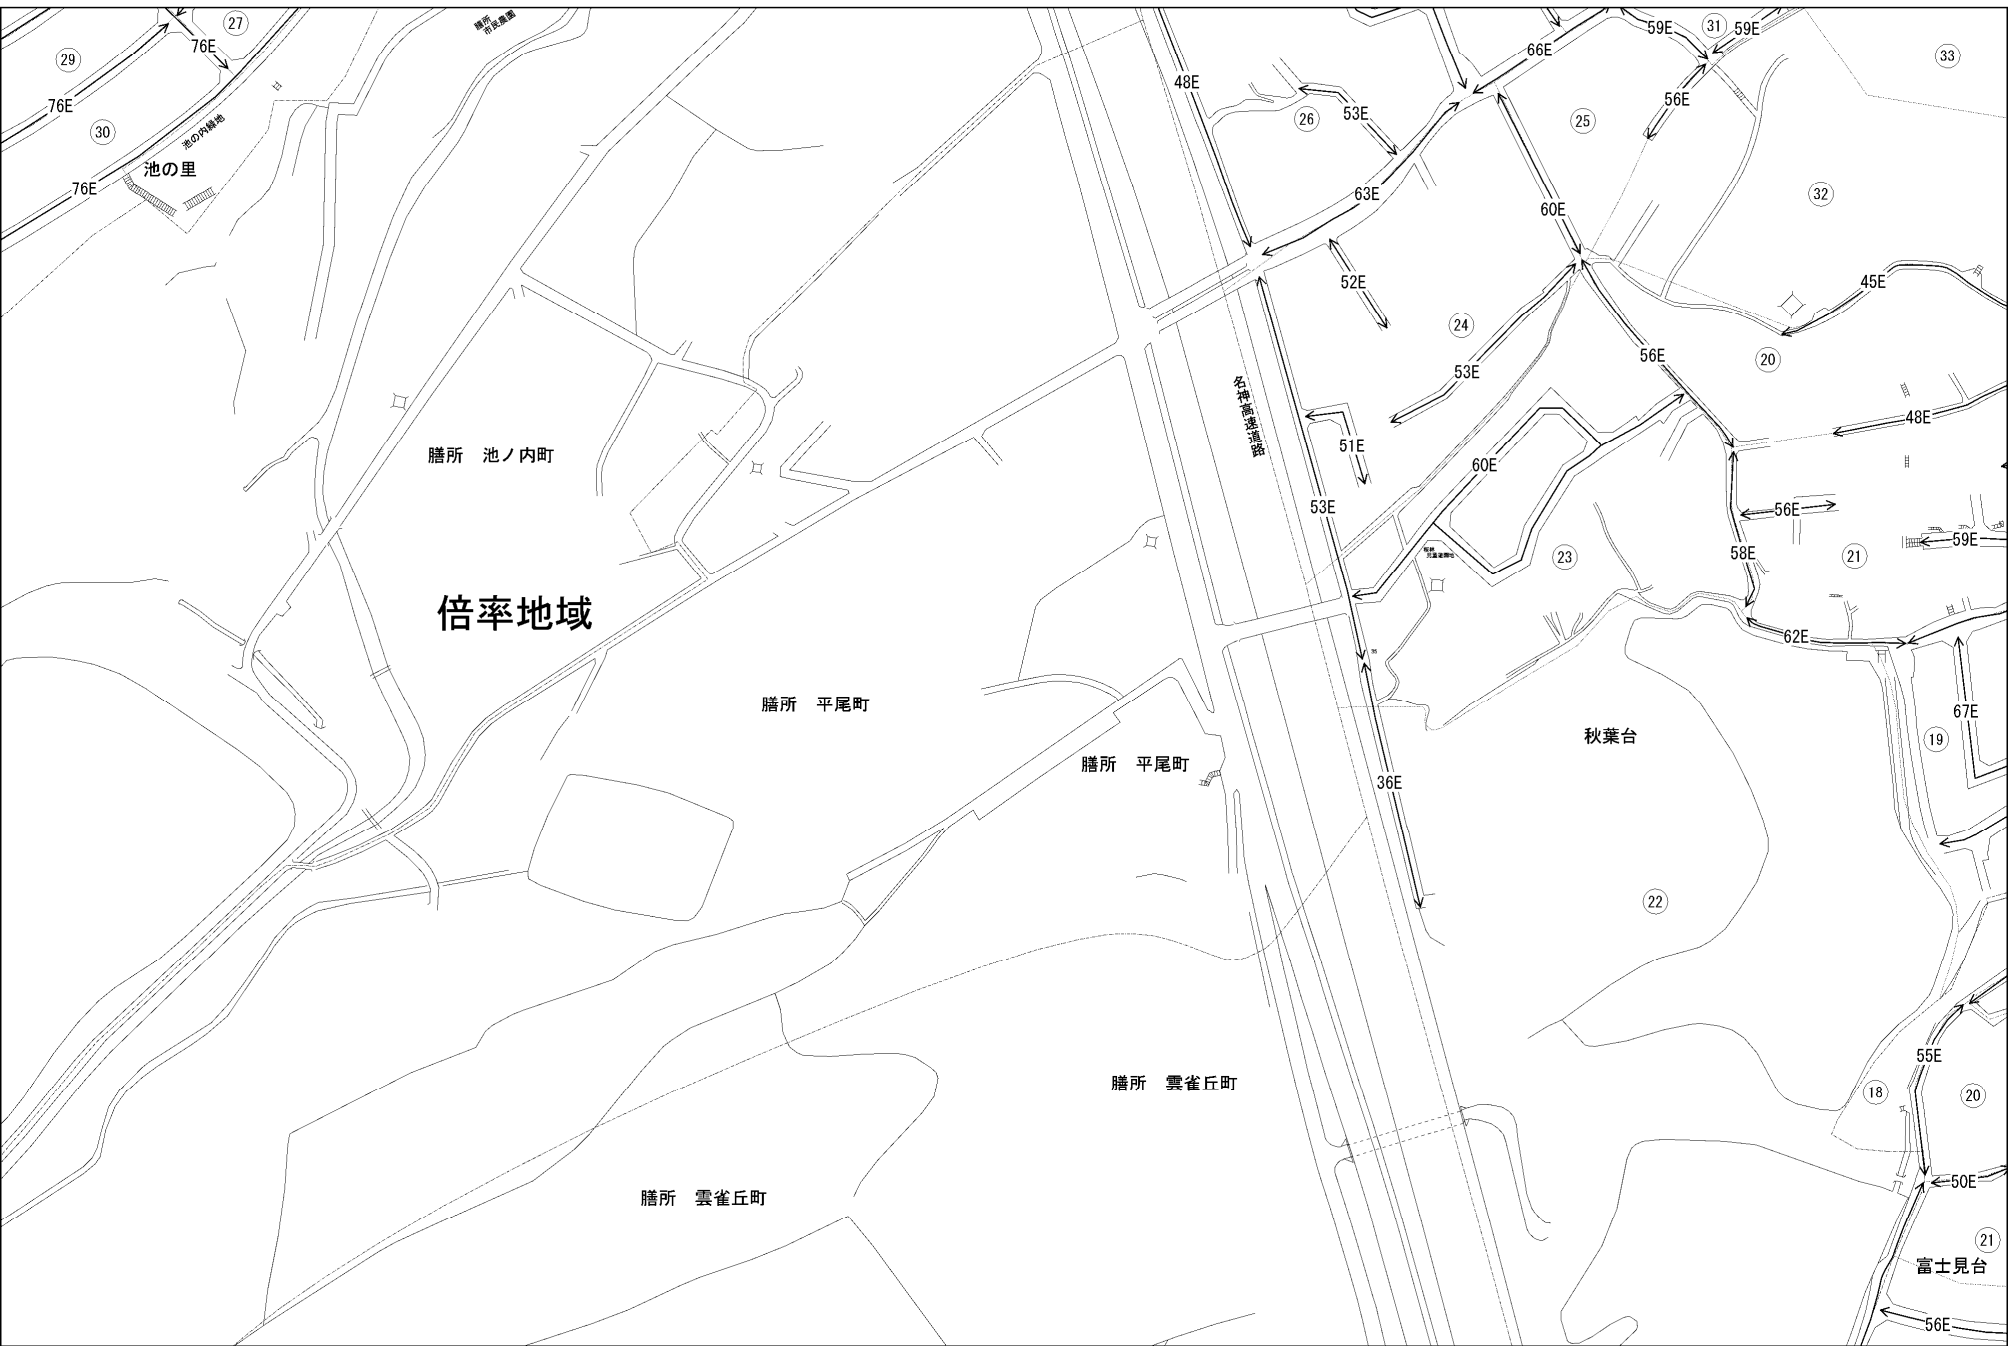 27
76E
29
76E
30
76E
池の内緑地
池の里
膳所
市民農園
48E
26
53E
66E
59E
31
59E
33
56E
25
63E
60E
32
52E
45E
24
53E
56E
20
48E
名神高速道路
51E
60E
53E
56E
58E
23
21
59E
膳所 池ノ内町
倍率地域
62E
膳所 平尾町
膳所 平尾町
秋葉台
67E
19
36E
22
膳所 雲雀丘町
膳所 雲雀丘町
55E
18
20
50E
21
富士見台
56E